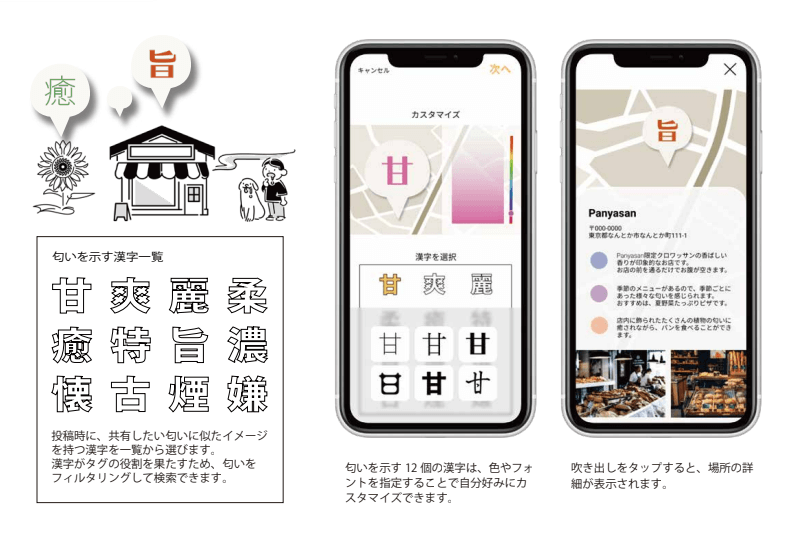 癒
旨
匂いを示す漢字一覧
甘 爽 麗 柔
癒 特 旨 濃
懐 古 煙 嫌
投稿時に、共有したい匂いに似たイメージ
を持つ漢字を一覧から選びます。
漢字がタグの役割を果たすため、匂いを
フィルタリングして検索できます。
キャンセル
次へ
カスタマイズ
甘
漢字を選択
甘 爽 麗
柔 癒 特
甘 甘 甘
甘 甘 甘
匂いを示す 12 個の漢字は、色やフォ
ントを指定することで自分好みにカ
スタマイズできます。
旨
Panyasan
〒000-0000
東京都なんとか市なんとか町111-1
Panyasan限定クロワッサンの香ばしい
香りが印象的なお店です。
お店の前を通るだけでお腹が空きます。
季節のメニューがあるので、季節ごとに
あった様々な匂いを感じられます。
おすすめは、夏野菜たっぷりピザです。
店内に飾られたたくさんの植物の匂いに
癒されながら、パンを食べることができ
ます。
吹き出しをタップすると、場所の詳
細が表示されます。